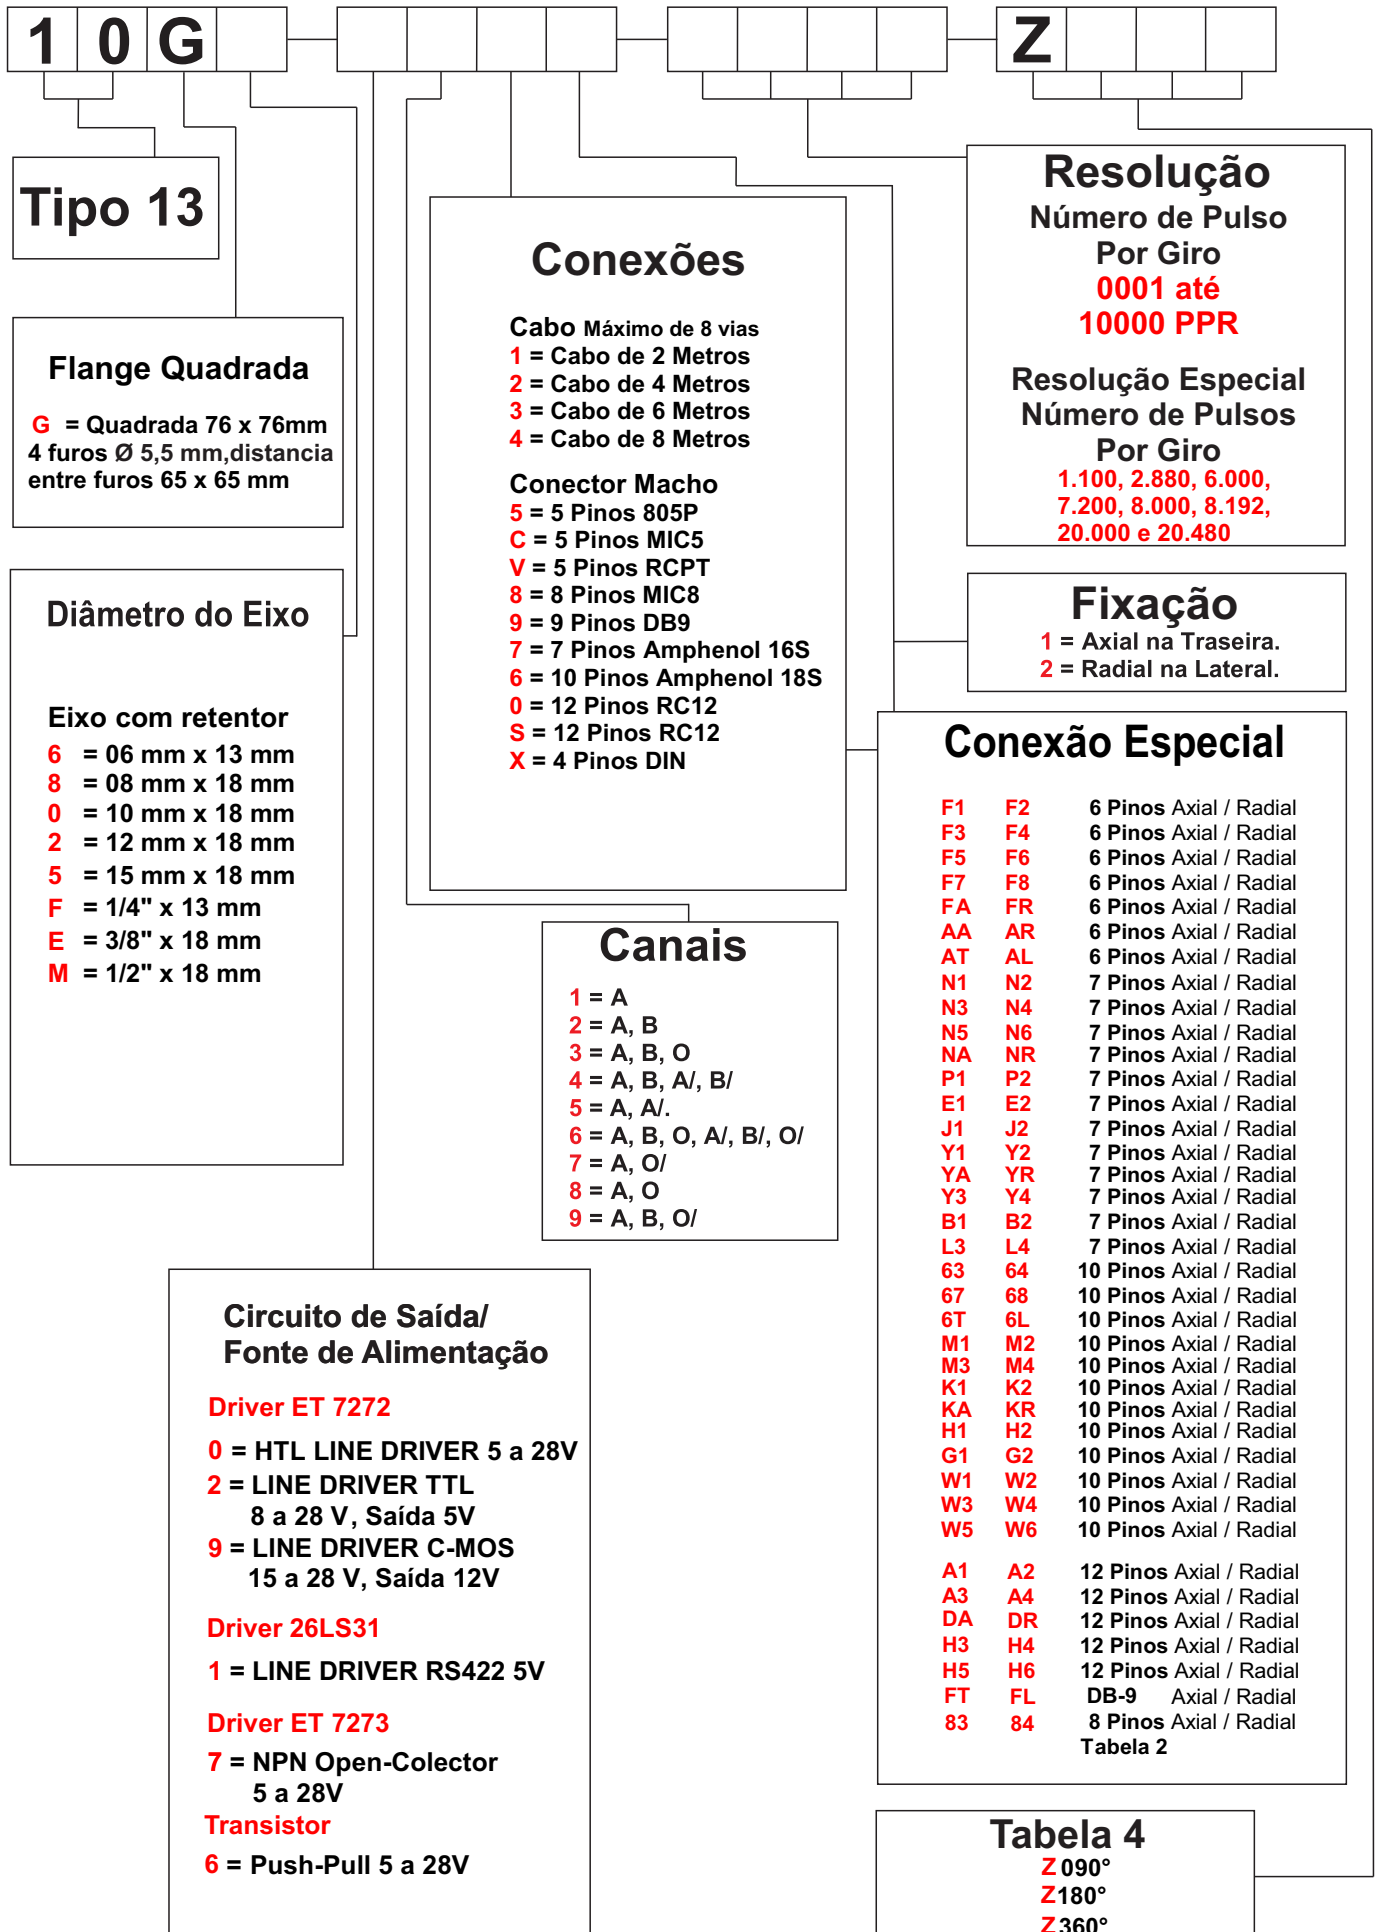 1 0 G Z
Tipo 13
Flange Quadrada
G = Quadrada 76 x 76mm
4 furos Ø 5,5 mm,distancia
entre furos 65 x 65 mm
Diâmetro do Eixo
Eixo com retentor
6 = 06 mm x 13 mm
8 = 08 mm x 18 mm
0 = 10 mm x 18 mm
2 = 12 mm x 18 mm
5 = 15 mm x 18 mm
F = 1/4" x 13 mm
E = 3/8" x 18 mm
M = 1/2" x 18 mm
Conexões
Cabo Máximo de 8 vias
1 = Cabo de 2 Metros
2 = Cabo de 4 Metros
3 = Cabo de 6 Metros
4 = Cabo de 8 Metros
Conector Macho
5 = 5 Pinos 805P
C = 5 Pinos MIC5
V = 5 Pinos RCPT
8 = 8 Pinos MIC8
9 = 9 Pinos DB9
7 = 7 Pinos Amphenol 16S
6 = 10 Pinos Amphenol 18S
0 = 12 Pinos RC12
S = 12 Pinos RC12
X = 4 Pinos DIN
Canais
1 = A
2 = A, B
3 = A, B, O
4 = A, B, A/, B/
5 = A, A/.
6 = A, B, O, A/, B/, O/
7 = A, O/
8 = A, O
9 = A, B, O/
Circuito de Saída/
Fonte de Alimentação
Driver ET 7272
0 = HTL LINE DRIVER 5 a 28V
2 = LINE DRIVER TTL
8 a 28 V, Saída 5V
9 = LINE DRIVER C-MOS
15 a 28 V, Saída 12V
Driver 26LS31
1 = LINE DRIVER RS422 5V
Driver ET 7273
7 = NPN Open-Colector
5 a 28V
Transistor
6 = Push-Pull 5 a 28V
Resolução
Número de Pulso
Por Giro
0001 até
10000 PPR
Resolução Especial
Número de Pulsos
Por Giro
1.100, 2.880, 6.000,
7.200, 8.000, 8.192,
20.000 e 20.480
Fixação
1 = Axial na Traseira.
2 = Radial na Lateral.
Conexão Especial
F1 F2 6 Pinos Axial / Radial
F3 F4 6 Pinos Axial / Radial
F5 F6 6 Pinos Axial / Radial
F7 F8 6 Pinos Axial / Radial
FA FR 6 Pinos Axial / Radial
AA AR 6 Pinos Axial / Radial
AT AL 6 Pinos Axial / Radial
N1 N2 7 Pinos Axial / Radial
N3 N4 7 Pinos Axial / Radial
N5 N6 7 Pinos Axial / Radial
NA NR 7 Pinos Axial / Radial
P1 P2 7 Pinos Axial / Radial
E1 E2 7 Pinos Axial / Radial
J1 J2 7 Pinos Axial / Radial
Y1 Y2 7 Pinos Axial / Radial
YA YR 7 Pinos Axial / Radial
Y3 Y4 7 Pinos Axial / Radial
B1 B2 7 Pinos Axial / Radial
L3 L4 7 Pinos Axial / Radial
63 64 10 Pinos Axial / Radial
67 68 10 Pinos Axial / Radial
6T 6L 10 Pinos Axial / Radial
M1 M2 10 Pinos Axial / Radial
M3 M4 10 Pinos Axial / Radial
K1 K2 10 Pinos Axial / Radial
KA KR 10 Pinos Axial / Radial
H1 H2 10 Pinos Axial / Radial
G1 G2 10 Pinos Axial / Radial
W1 W2 10 Pinos Axial / Radial
W3 W4 10 Pinos Axial / Radial
W5 W6 10 Pinos Axial / Radial
A1 A2 12 Pinos Axial / Radial
A3 A4 12 Pinos Axial / Radial
DA DR 12 Pinos Axial / Radial
H3 H4 12 Pinos Axial / Radial
H5 H6 12 Pinos Axial / Radial
FT FL DB-9 Axial / Radial
83 84 8 Pinos Axial / Radial
Tabela 2
Tabela 4
Z 090°
Z180°
Z360°